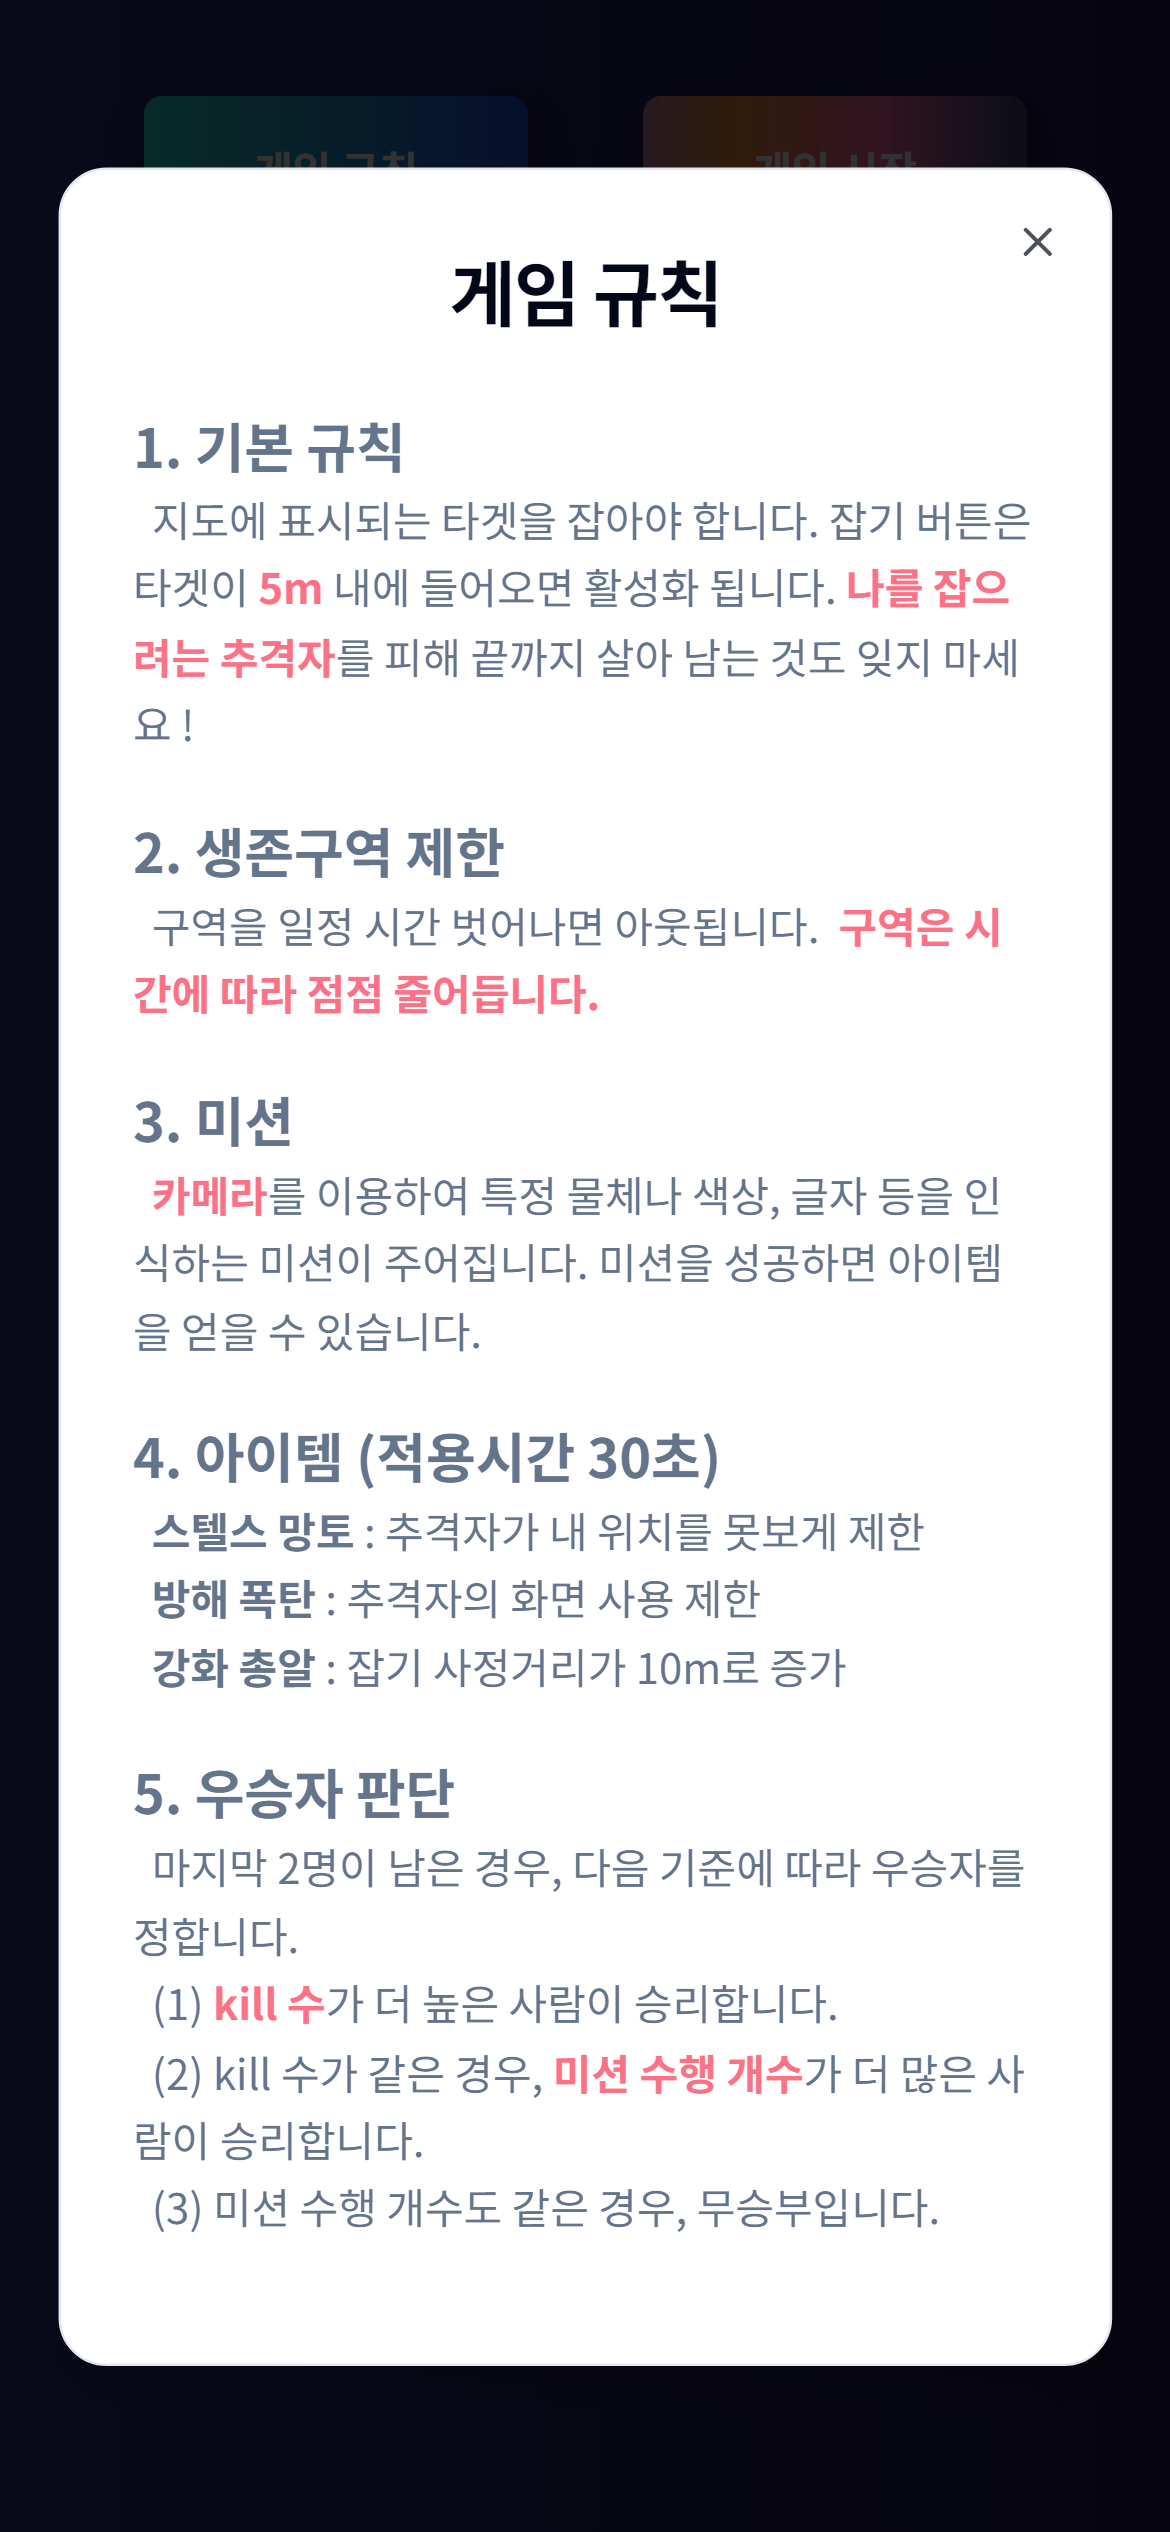 게임 규칙
게임 시작
게임 규칙
1. 기본 규칙
지도에 표시되는 타겟을 잡아야 합니다. 잡기 버튼은
타겟이 5m 내에 들어오면 활성화 됩니다. 나를 잡으
려는 추격자를 피해 끝까지 살아 남는 것도 잊지 마세
요 !
2. 생존구역 제한
구역을 일정 시간 벗어나면 아웃됩니다. 구역은 시
간에 따라 점점 줄어듭니다.
3. 미션
카메라를 이용하여 특정 물체나 색상, 글자 등을 인
식하는 미션이 주어집니다. 미션을 성공하면 아이템
을 얻을 수 있습니다.
4. 아이템 (적용시간 30초)
스텔스 망토 : 추격자가 내 위치를 못보게 제한
방해 폭탄 : 추격자의 화면 사용 제한
강화 총알 : 잡기 사정거리가 10m로 증가
5. 우승자 판단
마지막 2명이 남은 경우, 다음 기준에 따라 우승자를
정합니다.
(1) kill 수가 더 높은 사람이 승리합니다.
(2) kill 수가 같은 경우, 미션 수행 개수가 더 많은 사
람이 승리합니다.
(3) 미션 수행 개수도 같은 경우, 무승부입니다.